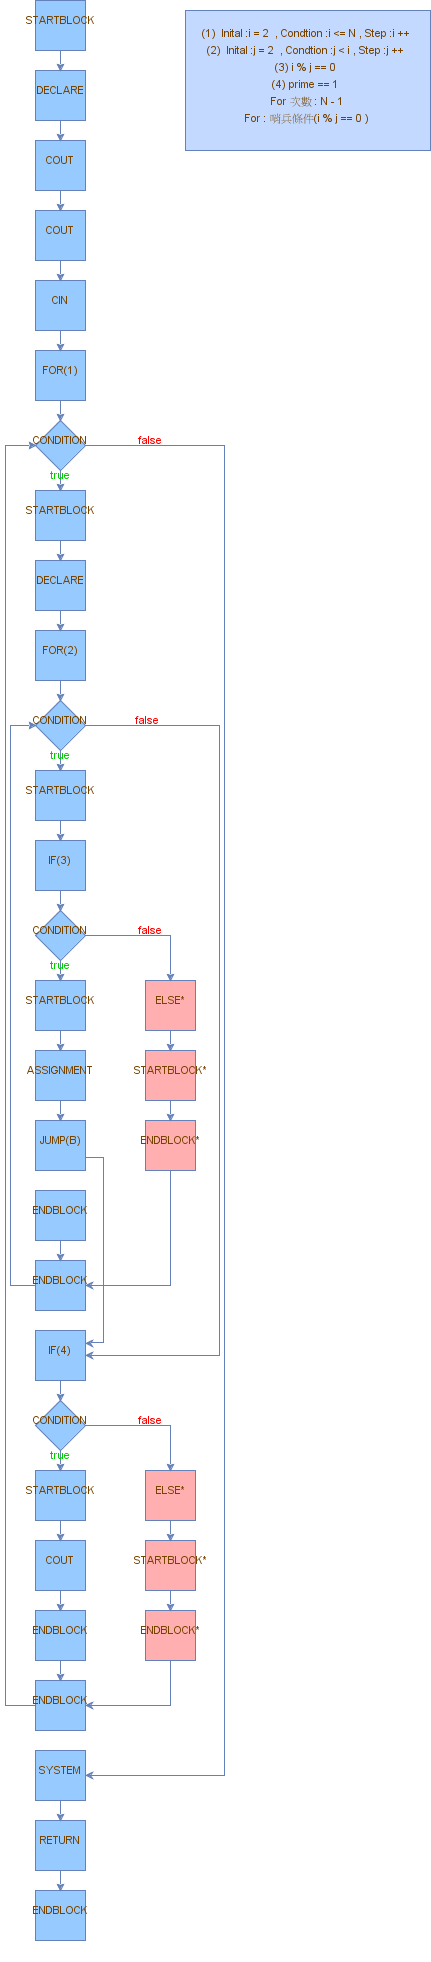 STARTBLOCK
(1) Inital :i = 2 , Condtion :i <= N , Step :i ++
(2) Inital :j = 2 , Condtion :j < i , Step :j ++
(3) i % j == 0
(4) prime == 1
For 次數 : N - 1
For : 哨兵條件(i % j == 0 )
DECLARE
COUT
COUT
CIN
FOR(1)
CONDITION false
true
STARTBLOCK
DECLARE
FOR(2)
CONDITION false
true
STARTBLOCK
IF(3)
CONDITION false
true
STARTBLOCK ELSE*
ASSIGNMENT STARTBLOCK*
JUMP(B) ENDBLOCK*
ENDBLOCK
ENDBLOCK
IF(4)
CONDITION false
true
STARTBLOCK ELSE*
COUT STARTBLOCK*
ENDBLOCK ENDBLOCK*
ENDBLOCK
SYSTEM
RETURN
ENDBLOCK